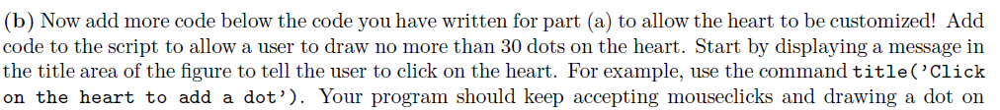 (b) Now add more code below the code you have written for part (a) to allow the heart to be customized! Add
code to the script to allow a user to draw no more than 30 dots on the heart. Start by displaying a message in
the title area of the figure to tell the user to click on the heart. For example, use the command title('Click
on the heart to add a dot'). Your program should keep accepting mouseclicks and drawing a dot on